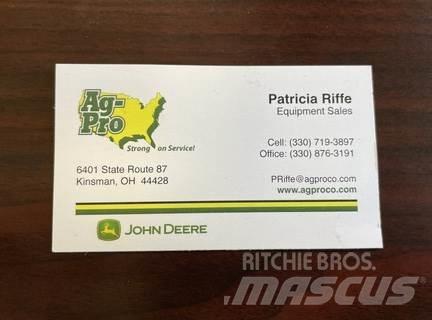 Ag-
Pro
Strong on Service!
6401 State Route 87
Kinsman, OH 44428
Patricia Riffe
Equipment Sales
Cell: (330) 719-3897
Office: (330) 876-3191
PRiffe@agproco.com
www.agproco.com
JOHN DEERE
RITCHIE BROS.
mascus